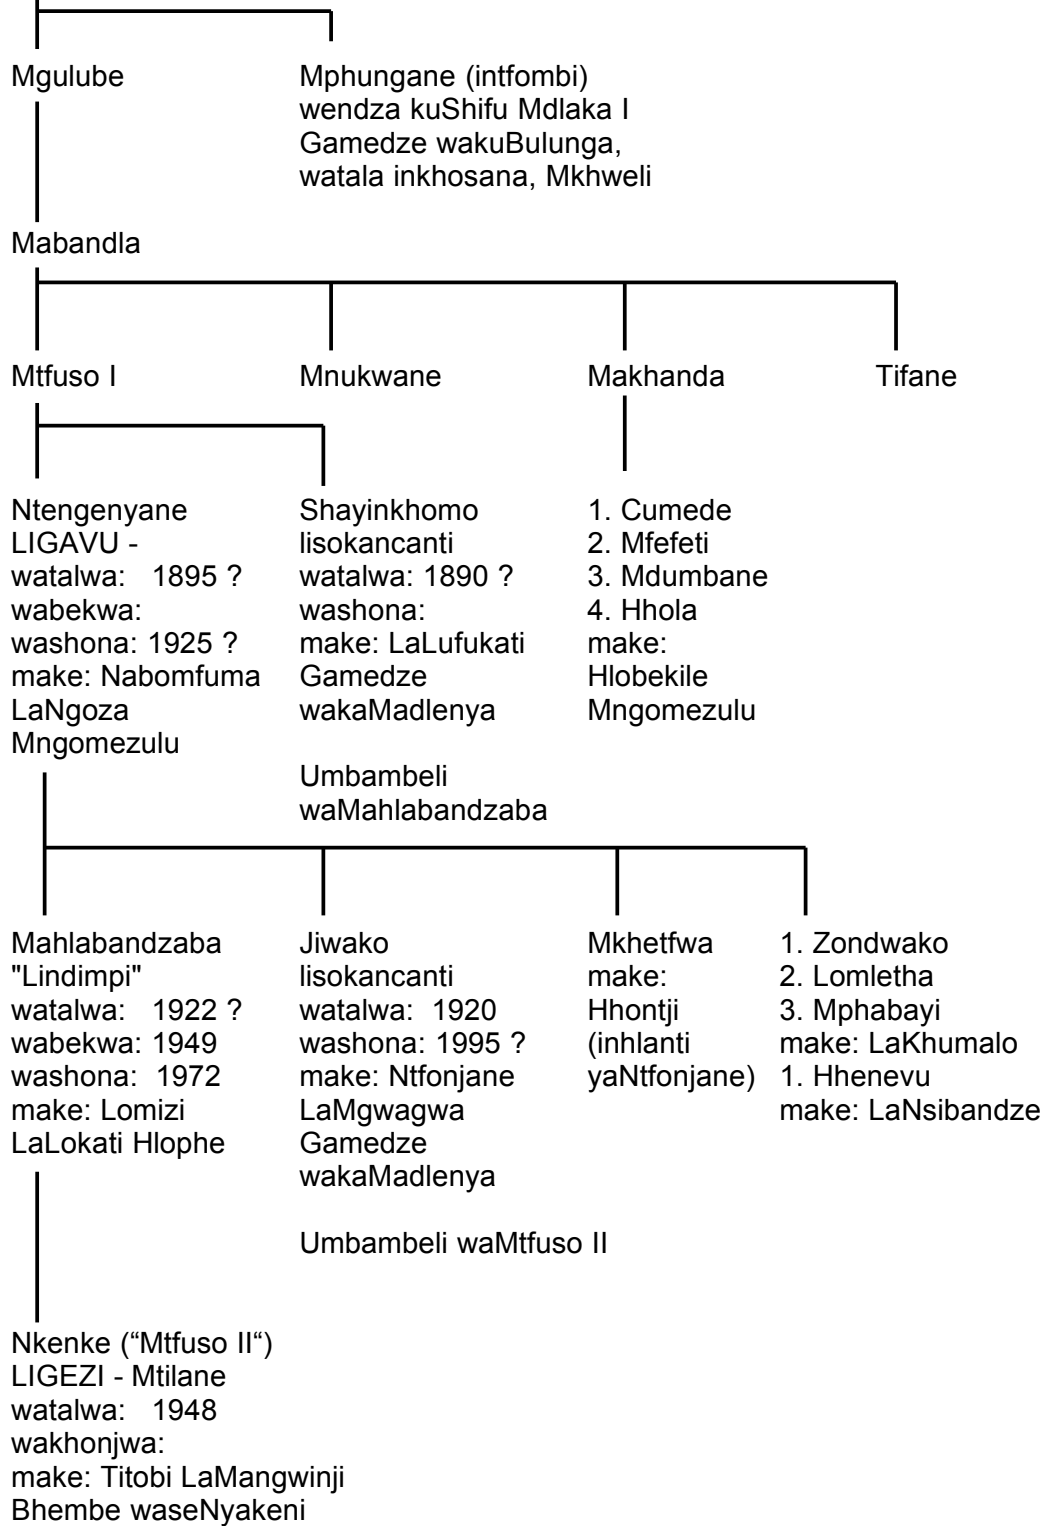 Mgulube
Mphungane (intfombi)
wendza kuShifu Mdlaka I
Gamedze wakuBulunga,
watala inkhosana, Mkhweli
Mabandla
Mtfuso I
Mnukwane
Makhanda
Tifane
Ntengenyane
LIGAVU -
watalwa: 1895 ?
wabekwa:
washona: 1925 ?
make: Nabomfuma
LaNgoza
Mngomezulu
Shayinkhomo
lisokancanti
watalwa: 1890 ?
washona:
make: LaLufukati
Gamedze
wakaMadlenya
Umbambeli
waMahlabandzaba
1. Cumede
2. Mfefeti
3. Mdumbane
4. Hhola
make:
Hlobekile
Mngomezulu
Mahlabandzaba
"Lindimpi"
watalwa: 1922 ?
wabekwa: 1949
washona: 1972
make: Lomizi
LaLokati Hlophe
Jiwako
lisokancanti
watalwa: 1920
washona: 1995 ?
make: Ntfonjane
LaMgwagwa
Gamedze
wakaMadlenya
Umbambeli waMtfuso II
Mkhetfwa
make:
Hhontji
(inhlanti
yaNtfonjane)
1. Zondwako
2. Lomletha
3. Mphabayi
make: LaKhumalo
1. Hhenevu
make: LaNsibandze
Nkenke (“Mtfuso II“)
LIGEZI - Mtilane
watalwa: 1948
wakhonjwa:
make: Titobi LaMangwinji
Bhembe waseNyakeni